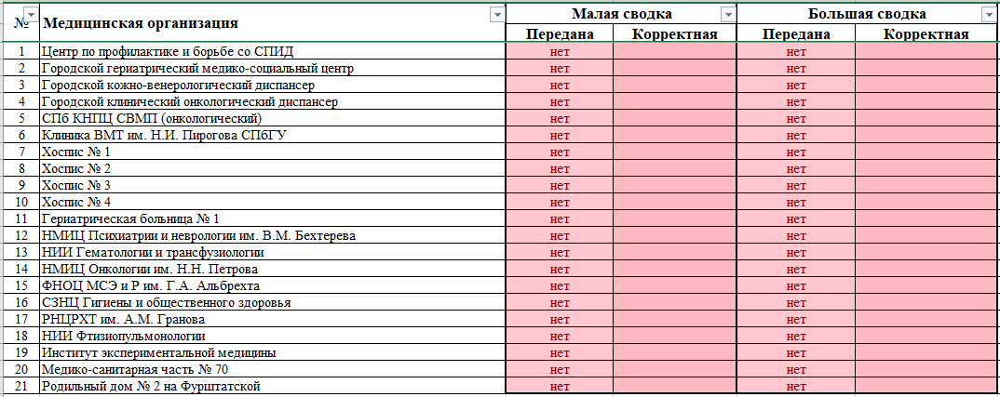 № Медицинская организация Малая сводка Большая сводка
Передана Корректная Передана Корректная
1 Центр по профилактике и борьбе со СПИД нет нет
2 Городской гериатрический медико-социальный центр нет нет
3 Городской кожно-венерологический диспансер нет нет
4 Городской клинический онкологический диспансер нет нет
5 СПб КНПЦ СВМП (онкологический) нет нет
6 Клиника ВМТ им. Н.И. Пирогова СПбГУ нет нет
7 Хоспис № 1 нет нет
8 Хоспис № 2 нет нет
9 Хоспис № 3 нет нет
10 Хоспис № 4 нет нет
11 Гериатрическая больница № 1 нет нет
12 НМИЦ Психиатрии и неврологии им. В.М. Бехтерева нет нет
13 НИИ Гематологии и трансфузиологии нет нет
14 НМИЦ Онкологии им. Н.Н. Петрова нет нет
15 ФНОЦ МСЭ и Р им. Г.А. Альбрехта нет нет
16 СЗНЦ Гигиены и общественного здоровья нет нет
17 РНЦРХТ им. А.М. Гранова нет нет
18 НИИ Фтизиопульмонологии нет нет
19 Институт экспериментальной медицины нет нет
20 Медико-санитарная часть № 70 нет нет
21 Родильный дом № 2 на Фурштатской нет нет